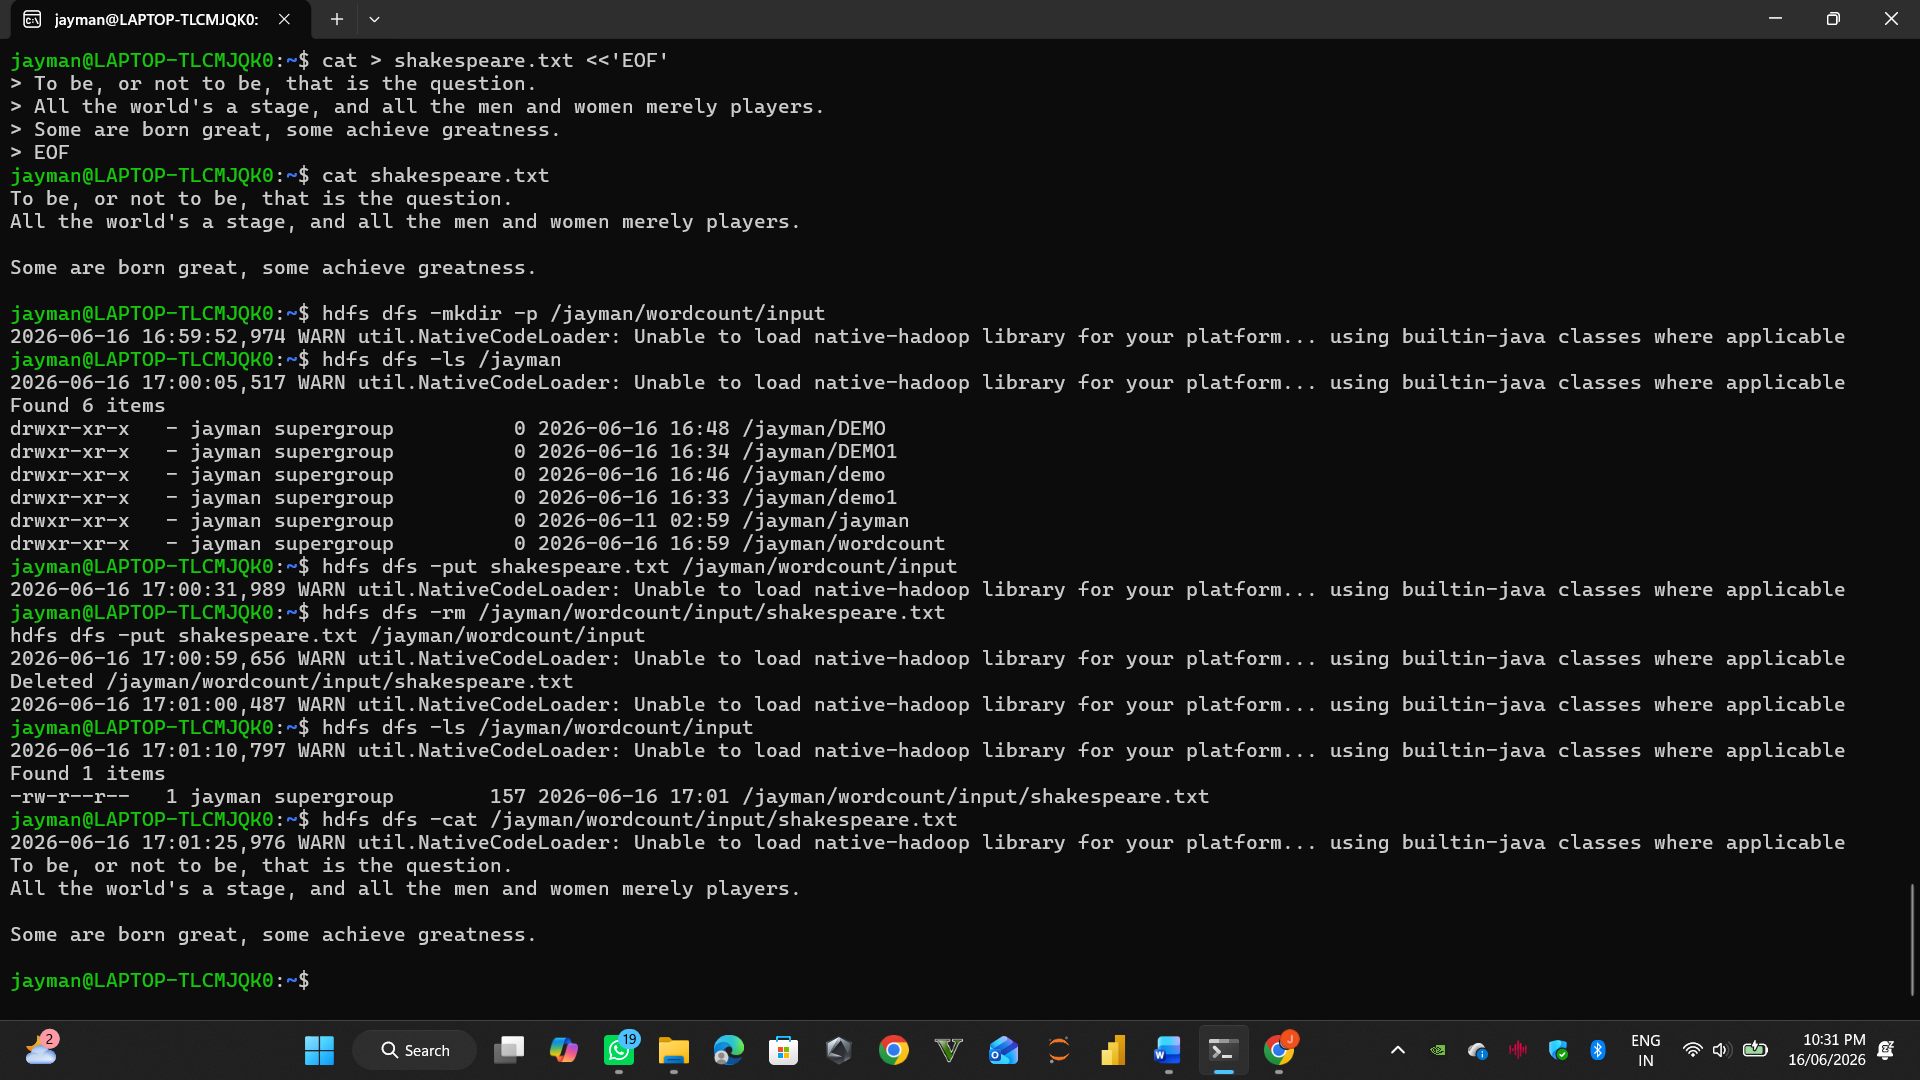 jayman@LAPTOP-TLCMJQK0:
jayman@LAPTOP-TLCMJQK0:~$ cat > shakespeare.txt <<'EOF'
> To be, or not to be, that is the question.
> All the world's a stage, and all the men and women merely players.
> Some are born great, some achieve greatness.
> EOF
jayman@LAPTOP-TLCMJQK0:~$ cat shakespeare.txt
To be, or not to be, that is the question.
All the world's a stage, and all the men and women merely players.
Some are born great, some achieve greatness.
jayman@LAPTOP-TLCMJQK0:~$ hdfs dfs -mkdir -p /jayman/wordcount/input
2026-06-16 16:59:52,974 WARN util.NativeCodeLoader: Unable to load native-hadoop library for your platform... using builtin-java classes where applicable
jayman@LAPTOP-TLCMJQK0:~$ hdfs dfs -ls /jayman
2026-06-16 17:00:05,517 WARN util.NativeCodeLoader: Unable to load native-hadoop library for your platform... using builtin-java classes where applicable
Found 6 items
drwxr-xr-x   - jayman supergroup          0 2026-06-16 16:48 /jayman/DEMO
drwxr-xr-x   - jayman supergroup          0 2026-06-16 16:34 /jayman/DEMO1
drwxr-xr-x   - jayman supergroup          0 2026-06-16 16:46 /jayman/demo
drwxr-xr-x   - jayman supergroup          0 2026-06-16 16:33 /jayman/demo1
drwxr-xr-x   - jayman supergroup          0 2026-06-11 02:59 /jayman/jayman
drwxr-xr-x   - jayman supergroup          0 2026-06-16 16:59 /jayman/wordcount
jayman@LAPTOP-TLCMJQK0:~$ hdfs dfs -put shakespeare.txt /jayman/wordcount/input
2026-06-16 17:00:31,989 WARN util.NativeCodeLoader: Unable to load native-hadoop library for your platform... using builtin-java classes where applicable
jayman@LAPTOP-TLCMJQK0:~$ hdfs dfs -rm /jayman/wordcount/input/shakespeare.txt
hdfs dfs -put shakespeare.txt /jayman/wordcount/input
2026-06-16 17:00:59,656 WARN util.NativeCodeLoader: Unable to load native-hadoop library for your platform... using builtin-java classes where applicable
Deleted /jayman/wordcount/input/shakespeare.txt
2026-06-16 17:01:00,487 WARN util.NativeCodeLoader: Unable to load native-hadoop library for your platform... using builtin-java classes where applicable
jayman@LAPTOP-TLCMJQK0:~$ hdfs dfs -ls /jayman/wordcount/input
2026-06-16 17:01:10,797 WARN util.NativeCodeLoader: Unable to load native-hadoop library for your platform... using builtin-java classes where applicable
Found 1 items
-rw-r--r--   1 jayman supergroup        157 2026-06-16 17:01 /jayman/wordcount/input/shakespeare.txt
jayman@LAPTOP-TLCMJQK0:~$ hdfs dfs -cat /jayman/wordcount/input/shakespeare.txt
2026-06-16 17:01:25,976 WARN util.NativeCodeLoader: Unable to load native-hadoop library for your platform... using builtin-java classes where applicable
To be, or not to be, that is the question.
All the world's a stage, and all the men and women merely players.
Some are born great, some achieve greatness.
jayman@LAPTOP-TLCMJQK0:~$
2
Search
19
J
ENG
IN
10:31 PM
16/06/2026